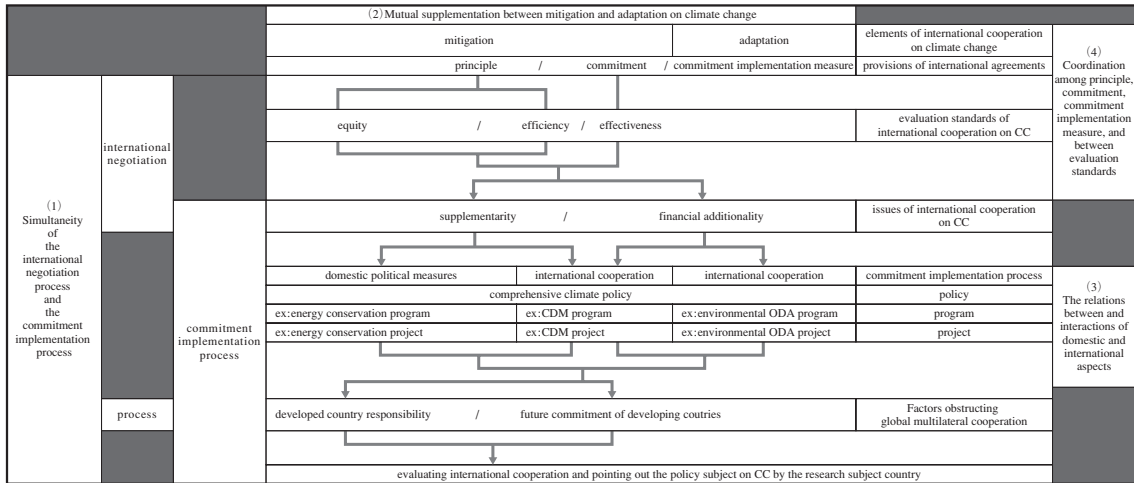 (2)Mutual supplementation between mitigation and adaptation on climate change
mitigation
adaptation
elements of international cooperation
on climate change
principle / commitment / commitment implementation measure
provisions of international agreements
(4)
Coordination
among principle,
commitment,
commitment
implementation
measure, and
between
evaluation
standards
equity / efficiency / effectiveness
evaluation standards of
international cooperation on CC
international
negotiation
(1)
Simultaneity
of
the
international
negotiation
process
and
the
commitment
implementation
process
supplementarity / financial additionality
issues of international cooperation
on CC
commitment
implementation
process
domestic political measures
international cooperation
international cooperation
commitment implementation process
comprehensive climate policy
policy
ex:energy conservation program
ex:CDM program
ex:environmental ODA program
program
ex:energy conservation project
ex:CDM project
ex:environmental ODA project
project
(3)
The relations
between and
interactions of
domestic and
international
aspects
process
developed country responsibility / future commitment of developing coutries
Factors obstructing
global multilateral cooperation
evaluating international cooperation and pointing out the policy subject on CC by the research subject country